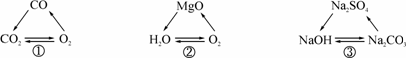 CO MgO Na₂SO₄
CO₂ O₂ H₂O O₂ NaOH Na₂CO₃
① ② ③